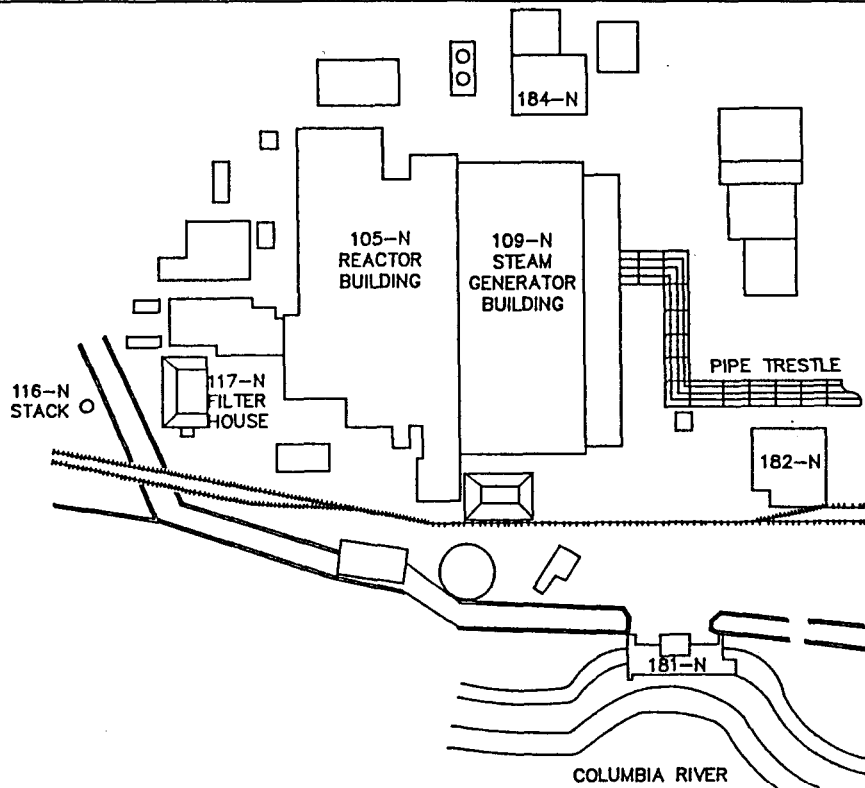 184-N
105-N
REACTOR
BUILDING
109-N
STEAM
GENERATOR
BUILDING
PIPE TRESTLE
116-N
STACK
117-N
FILTER
HOUSE
182-N
181-N
COLUMBIA RIVER